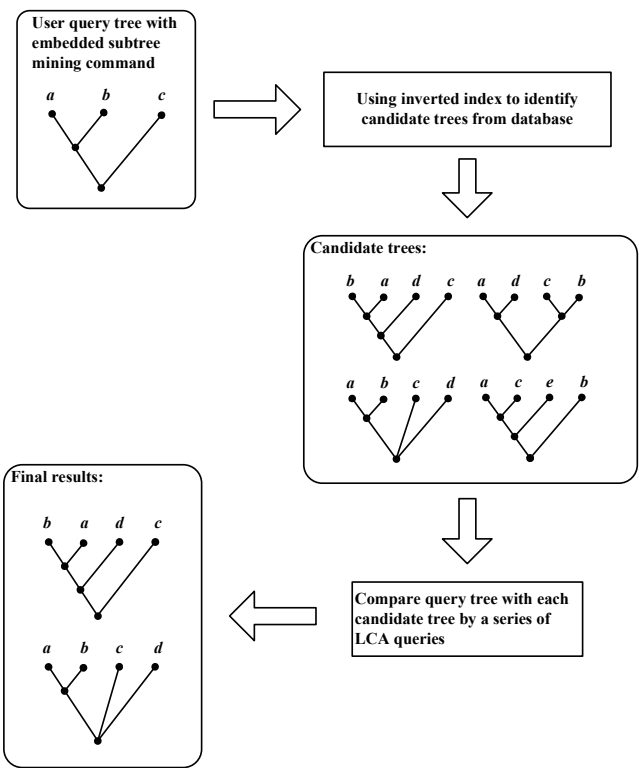 User query tree with
embedded subtree
mining command
a b c
Using inverted index to identify
candidate trees from database
Candidate trees:
b a d c a d c b
a b c d a c e b
Compare query tree with each
candidate tree by a series of
LCA queries
Final results:
b a d c
a b c d